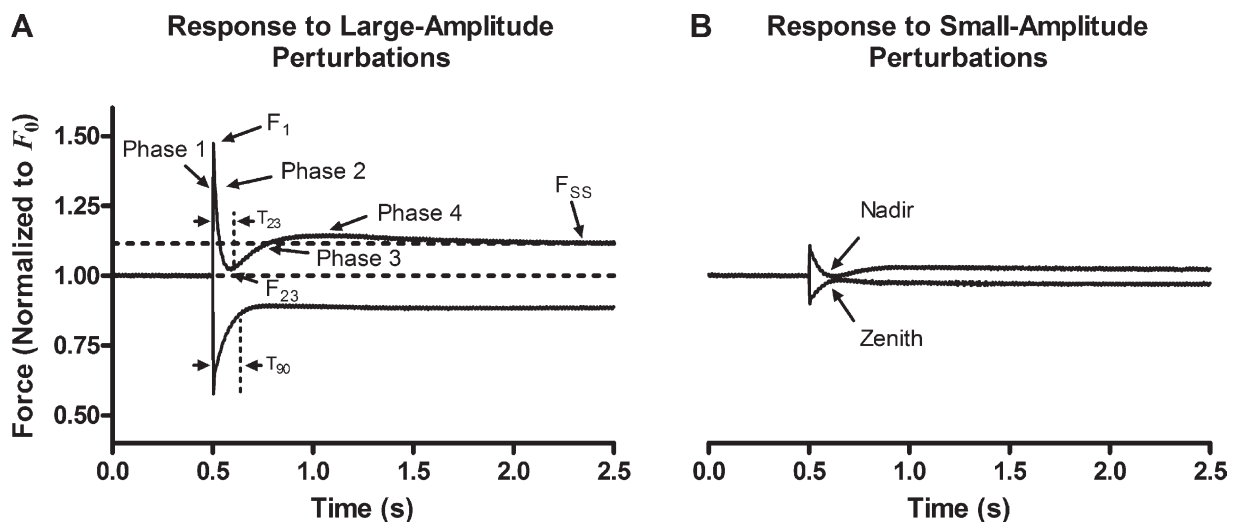 A
Response to Large-Amplitude
Perturbations
Force (Normalized to F0)
1.50
1.25
1.00
0.75
0.50
F1
Phase 1
Phase 2
T23
Phase 4
FSS
Phase 3
F23
T90
0.0
0.5
1.0
1.5
2.0
2.5
Time (s)
B
Response to Small-Amplitude
Perturbations
Nadir
Zenith
0.0
0.5
1.0
1.5
2.0
2.5
Time (s)